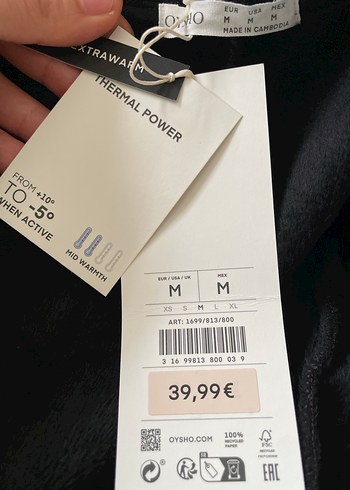 EUR USA MEX
M M M
MADE IN CAMBODIA
EXTRAWARM
THERMAL POWER
FROM +10°
TO -5°
WHEN ACTIVE
MID WARMTH
EUR / USA / UK MEX
M M
XS S M L XL
ART: 1699/813/800
3 16 99813 800 03 9
39,99€
OYSHO.COM
100%
RECYCLED
PAPER
FSC
EAC